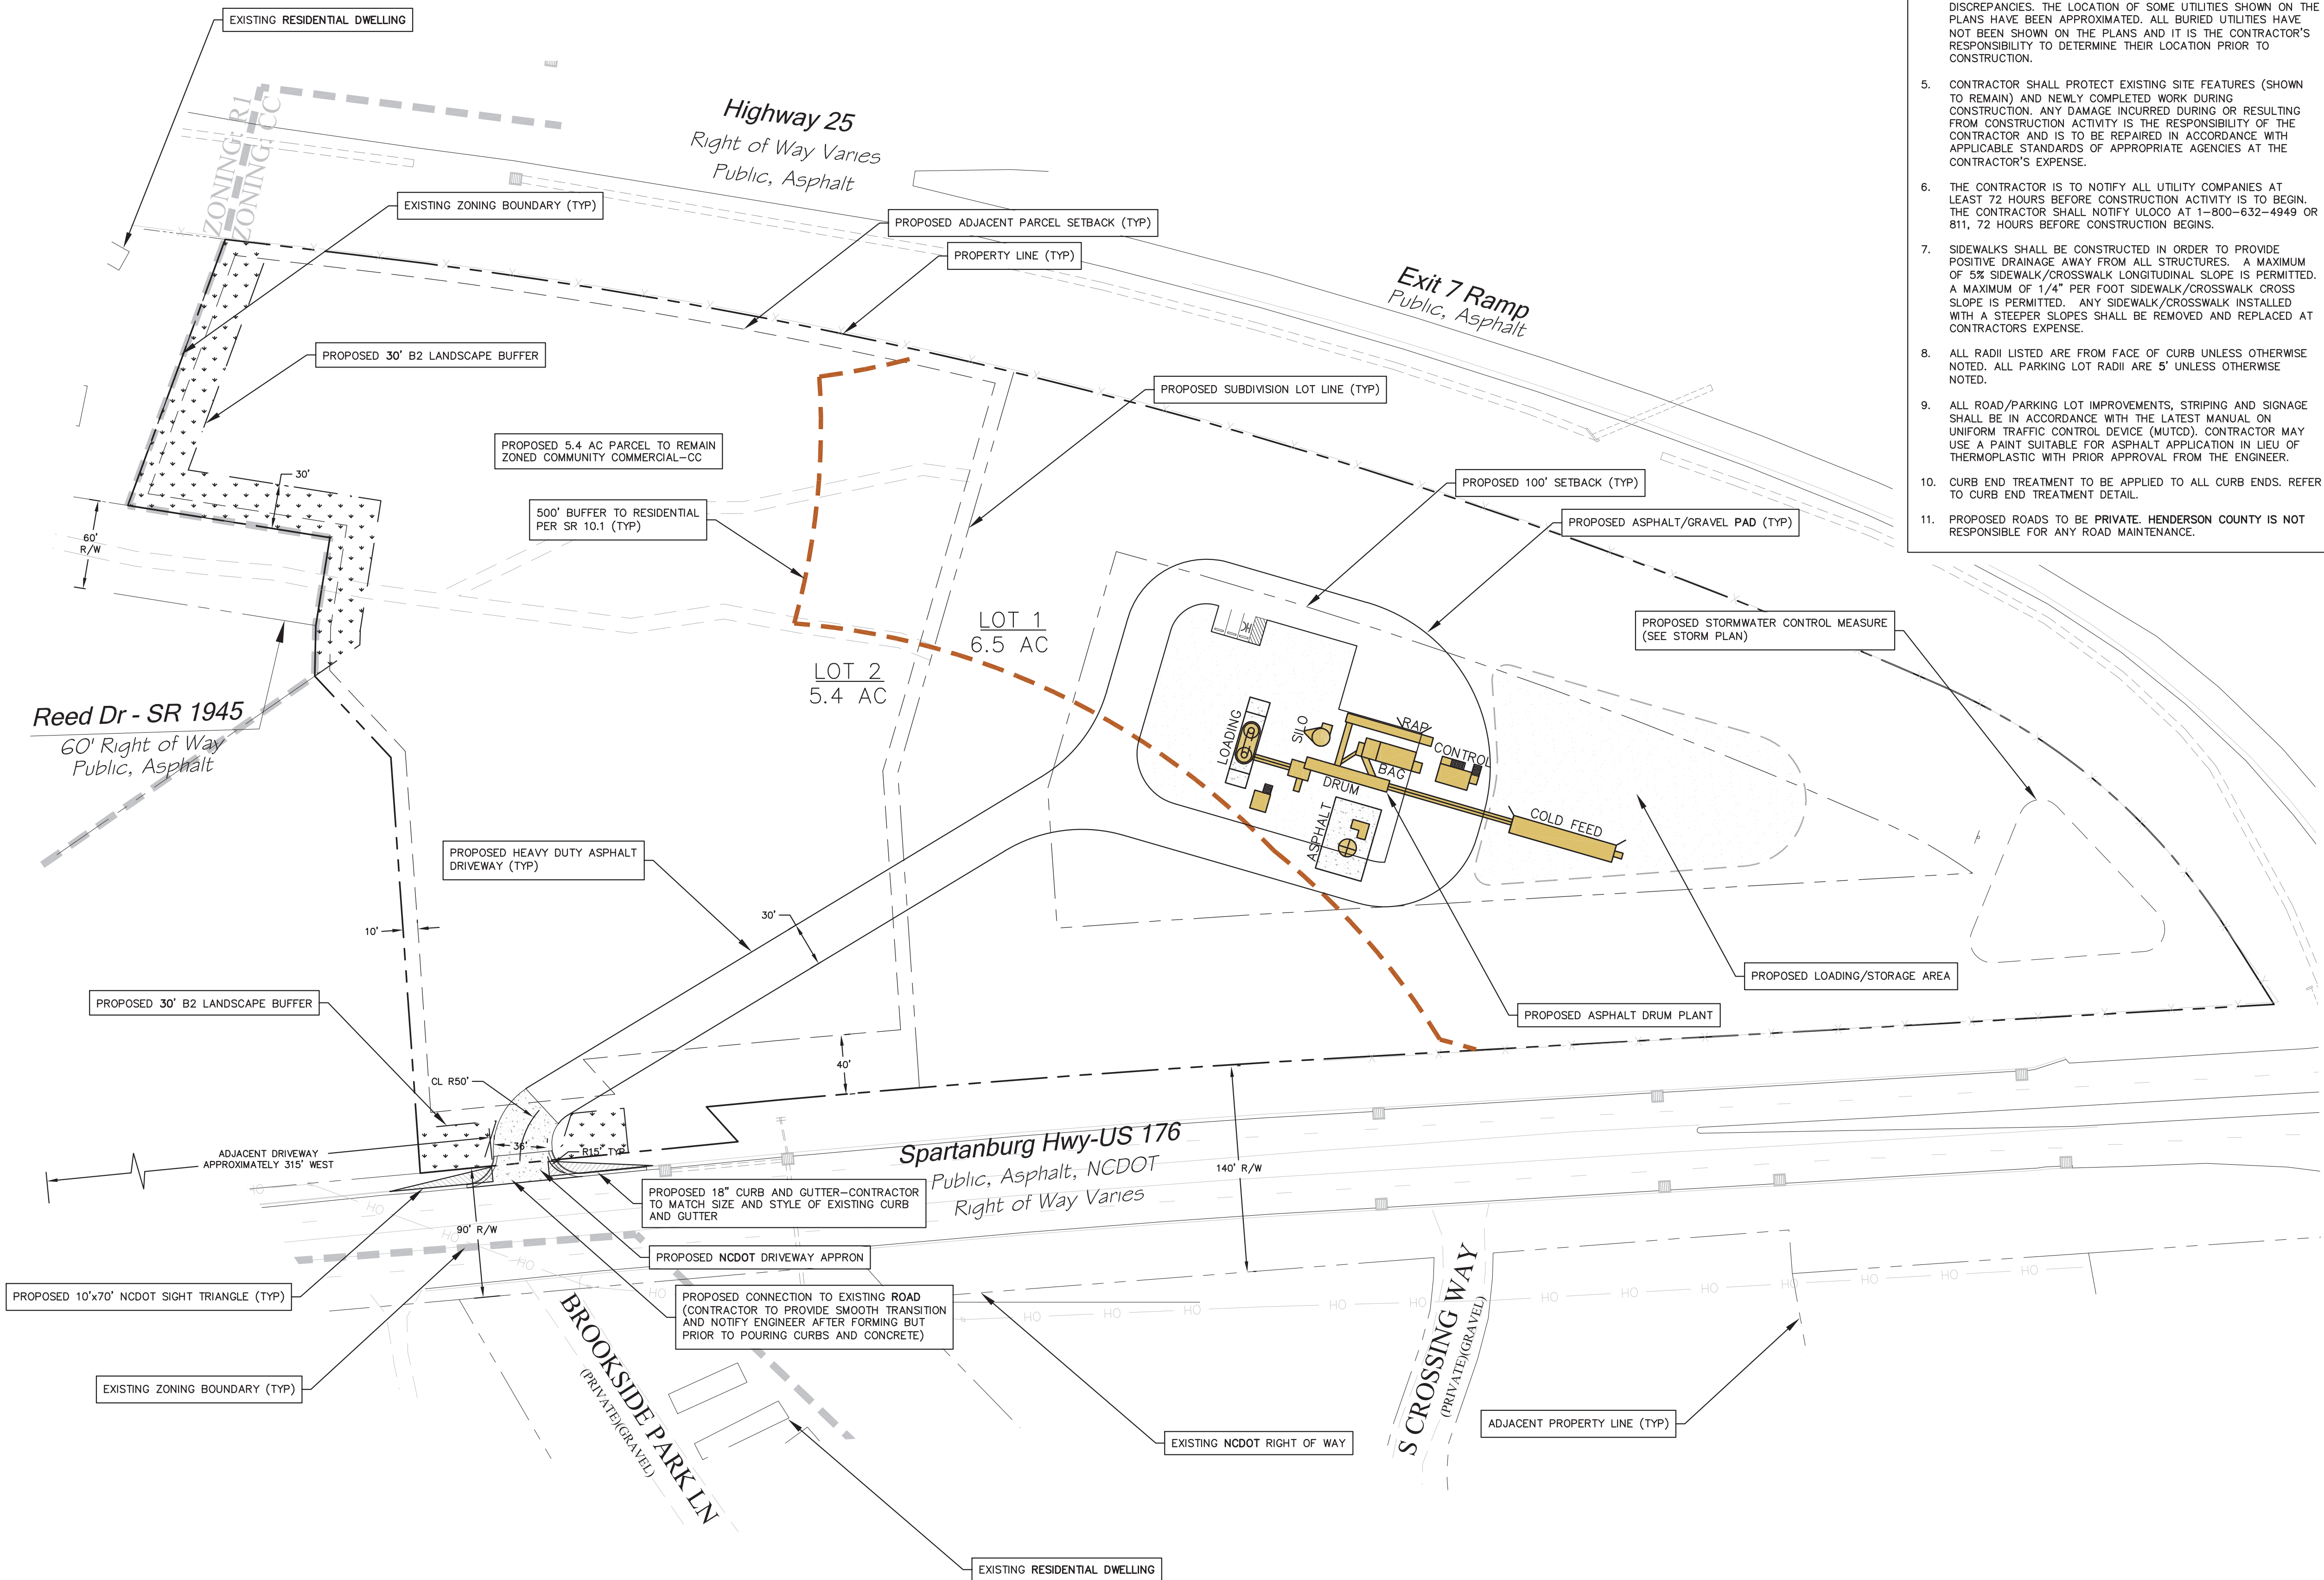 EXISTING RESIDENTIAL DWELLING
ZONING: R1
ZONING: CC
Highway 25
Right of Way Varies
Public, Asphalt
EXISTING ZONING BOUNDARY (TYP)
PROPOSED ADJACENT PARCEL SETBACK (TYP)
PROPERTY LINE (TYP)
Exit 7 Ramp
Public, Asphalt
PROPOSED 30' B2 LANDSCAPE BUFFER
PROPOSED SUBDIVISION LOT LINE (TYP)
PROPOSED 5.4 AC PARCEL TO REMAIN
ZONED COMMUNITY COMMERCIAL-CC
30'
PROPOSED 100' SETBACK (TYP)
500' BUFFER TO RESIDENTIAL
PER SR 10.1 (TYP)
PROPOSED ASPHALT/GRAVEL PAD (TYP)
60'
R/W
LOT 1
6.5 AC
LOT 2
5.4 AC
HC
PROPOSED STORMWATER CONTROL MEASURE
(SEE STORM PLAN)
Reed Dr - SR 1945
60' Right of Way
Public, Asphalt
LOADING
SILO
RAP
CONTROL
BAG
DRUM
ASPHALT
COLD FEED
PROPOSED HEAVY DUTY ASPHALT
DRIVEWAY (TYP)
30'
10'
PROPOSED LOADING/STORAGE AREA
PROPOSED 30' B2 LANDSCAPE BUFFER
PROPOSED ASPHALT DRUM PLANT
40'
CL R50'
36'
R15' TYP
ADJACENT DRIVEWAY
APPROXIMATELY 315' WEST
Spartanburg Hwy-US 176
Public, Asphalt, NCDOT
Right of Way Varies
140' R/W
PROPOSED 18" CURB AND GUTTER-CONTRACTOR
TO MATCH SIZE AND STYLE OF EXISTING CURB
AND GUTTER
90' R/W
PROPOSED NCDOT DRIVEWAY APPRON
PROPOSED 10'x70' NCDOT SIGHT TRIANGLE (TYP)
PROPOSED CONNECTION TO EXISTING ROAD
(CONTRACTOR TO PROVIDE SMOOTH TRANSITION
AND NOTIFY ENGINEER AFTER FORMING BUT
PRIOR TO POURING CURBS AND CONCRETE)
HO HO HO HO HO HO HO HO HO HO HO HO HO HO HO HO
BROOKSIDE PARK LN
(PRIVATE)(GRAVEL)
S CROSSING WAY
(PRIVATE)(GRAVEL)
EXISTING ZONING BOUNDARY (TYP)
EXISTING NCDOT RIGHT OF WAY
ADJACENT PROPERTY LINE (TYP)
EXISTING RESIDENTIAL DWELLING
DISCREPANCIES. THE LOCATION OF SOME UTILITIES SHOWN ON THE
PLANS HAVE BEEN APPROXIMATED. ALL BURIED UTILITIES HAVE
NOT BEEN SHOWN ON THE PLANS AND IT IS THE CONTRACTOR'S
RESPONSIBILITY TO DETERMINE THEIR LOCATION PRIOR TO
CONSTRUCTION.
5. CONTRACTOR SHALL PROTECT EXISTING SITE FEATURES (SHOWN
TO REMAIN) AND NEWLY COMPLETED WORK DURING
CONSTRUCTION. ANY DAMAGE INCURRED DURING OR RESULTING
FROM CONSTRUCTION ACTIVITY IS THE RESPONSIBILITY OF THE
CONTRACTOR AND IS TO BE REPAIRED IN ACCORDANCE WITH
APPLICABLE STANDARDS OF APPROPRIATE AGENCIES AT THE
CONTRACTOR'S EXPENSE.
6. THE CONTRACTOR IS TO NOTIFY ALL UTILITY COMPANIES AT
LEAST 72 HOURS BEFORE CONSTRUCTION ACTIVITY IS TO BEGIN.
THE CONTRACTOR SHALL NOTIFY ULOCO AT 1-800-632-4949 OR
811, 72 HOURS BEFORE CONSTRUCTION BEGINS.
7. SIDEWALKS SHALL BE CONSTRUCTED IN ORDER TO PROVIDE
POSITIVE DRAINAGE AWAY FROM ALL STRUCTURES. A MAXIMUM
OF 5% SIDEWALK/CROSSWALK LONGITUDINAL SLOPE IS PERMITTED.
A MAXIMUM OF 1/4" PER FOOT SIDEWALK/CROSSWALK CROSS
SLOPE IS PERMITTED. ANY SIDEWALK/CROSSWALK INSTALLED
WITH A STEEPER SLOPES SHALL BE REMOVED AND REPLACED AT
CONTRACTORS EXPENSE.
8. ALL RADII LISTED ARE FROM FACE OF CURB UNLESS OTHERWISE
NOTED. ALL PARKING LOT RADII ARE 5' UNLESS OTHERWISE
NOTED.
9. ALL ROAD/PARKING LOT IMPROVEMENTS, STRIPING AND SIGNAGE
SHALL BE IN ACCORDANCE WITH THE LATEST MANUAL ON
UNIFORM TRAFFIC CONTROL DEVICE (MUTCD). CONTRACTOR MAY
USE A PAINT SUITABLE FOR ASPHALT APPLICATION IN LIEU OF
THERMOPLASTIC WITH PRIOR APPROVAL FROM THE ENGINEER.
10. CURB END TREATMENT TO BE APPLIED TO ALL CURB ENDS. REFER
TO CURB END TREATMENT DETAIL.
11. PROPOSED ROADS TO BE PRIVATE. HENDERSON COUNTY IS NOT
RESPONSIBLE FOR ANY ROAD MAINTENANCE.